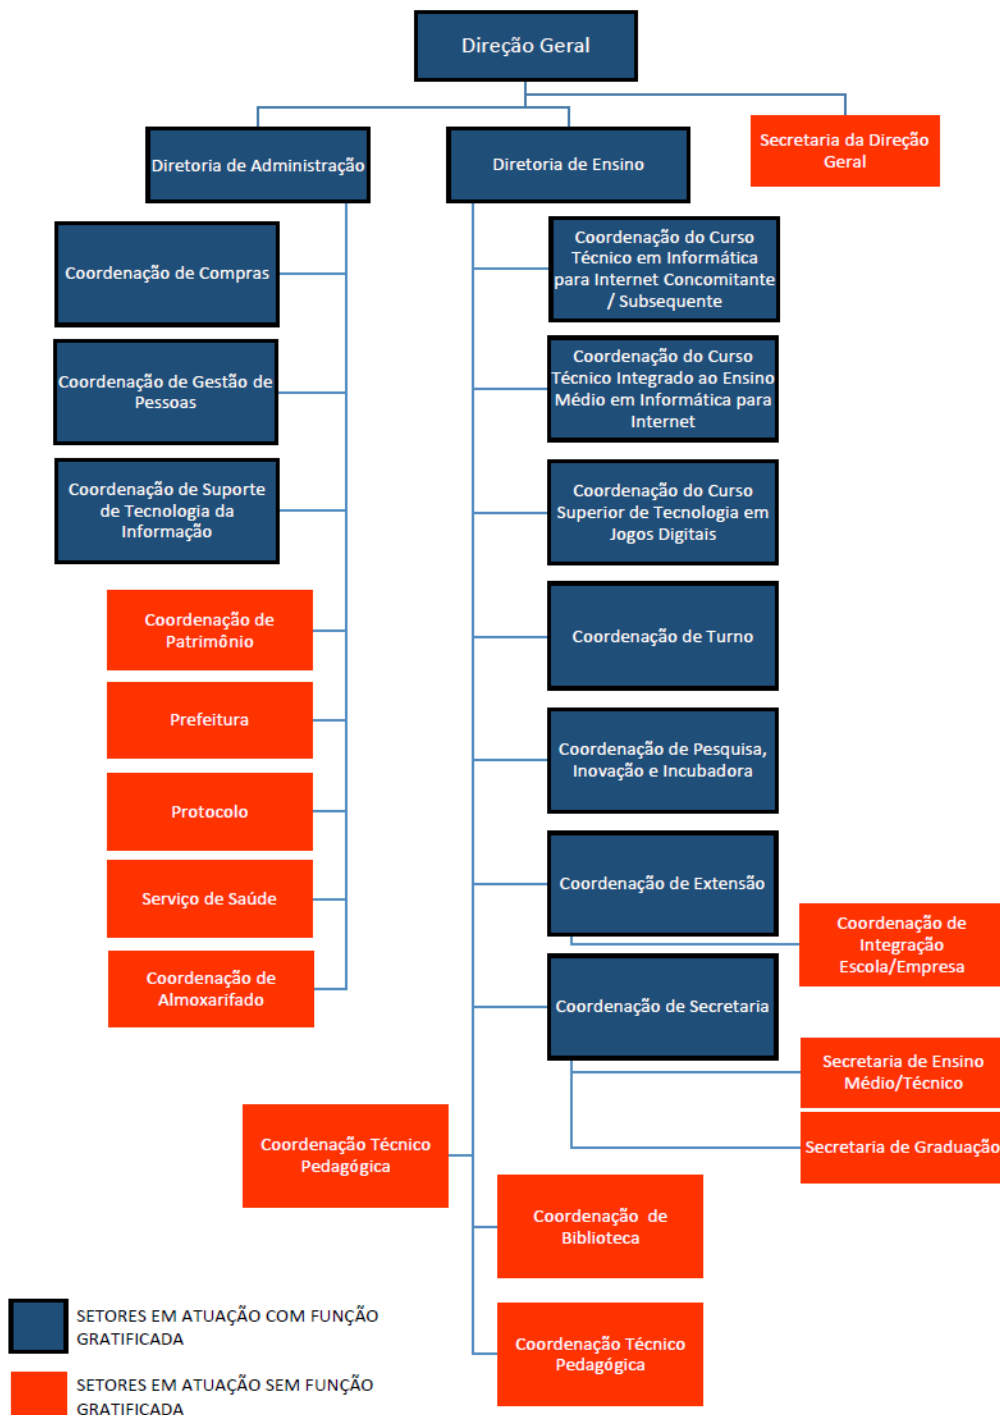 Direção Geral
Secretaria da Direção
Geral
Diretoria de Administração
Diretoria de Ensino
Coordenação de Compras
Coordenação de Gestão de
Pessoas
Coordenação de Suporte
de Tecnologia da
Informação
Coordenação de
Patrimônio
Prefeitura
Protocolo
Serviço de Saúde
Coordenação de
Almoxarifado
Coordenação do Curso
Técnico em Informática
para Internet Concomitante
/ Subsequente
Coordenação do Curso
Técnico Integrado ao Ensino
Médio em Informática para
Internet
Coordenação do Curso
Superior de Tecnologia em
Jogos Digitais
Coordenação de Turno
Coordenação de Pesquisa,
Inovação e Incubadora
Coordenação de Extensão
Coordenação de
Integração
Escola/Empresa
Coordenação de Secretaria
Secretaria de Ensino
Médio/Técnico
Secretaria de Graduação
Coordenação Técnico
Pedagógica
Coordenação de
Biblioteca
Coordenação Técnico
Pedagógica
SETORES EM ATUAÇÃO COM FUNÇÃO
GRATIFICADA
SETORES EM ATUAÇÃO SEM FUNÇÃO
GRATIFICADA